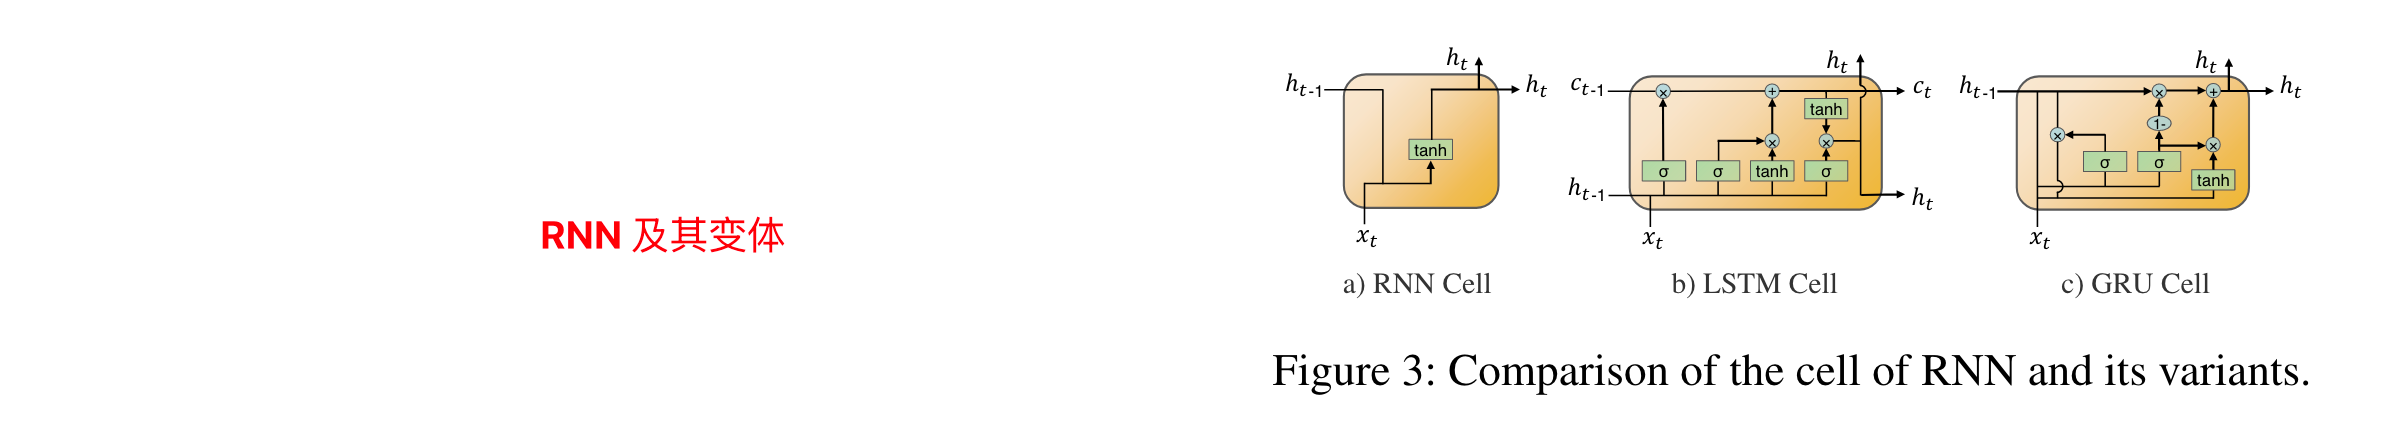 RNN 及其变体
h_t
h_{t-1}
h_t
tanh
x_t
a) RNN Cell
h_t
c_{t-1}
×
+
c_t
tanh
×
×
σ
σ
tanh
σ
h_{t-1}
h_t
x_t
b) LSTM Cell
h_t
h_{t-1}
×
+
h_t
1-
×
×
σ
σ
tanh
x_t
c) GRU Cell
Figure 3: Comparison of the cell of RNN and its variants.